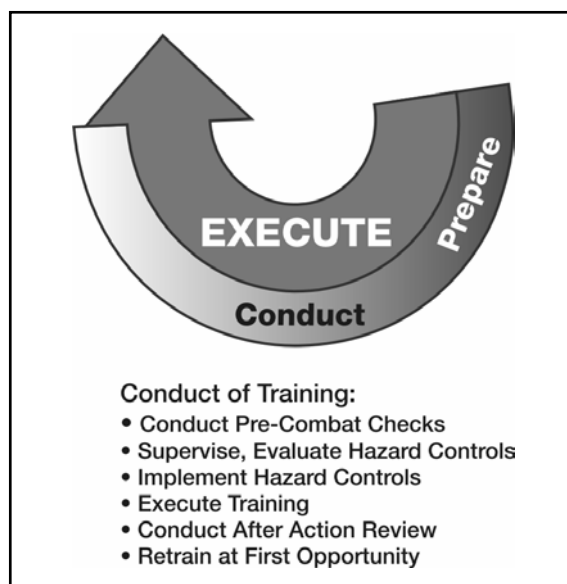 Prepare
EXECUTE
Conduct
Conduct of Training:
• Conduct Pre-Combat Checks
• Supervise, Evaluate Hazard Controls
• Implement Hazard Controls
• Execute Training
• Conduct After Action Review
• Retrain at First Opportunity